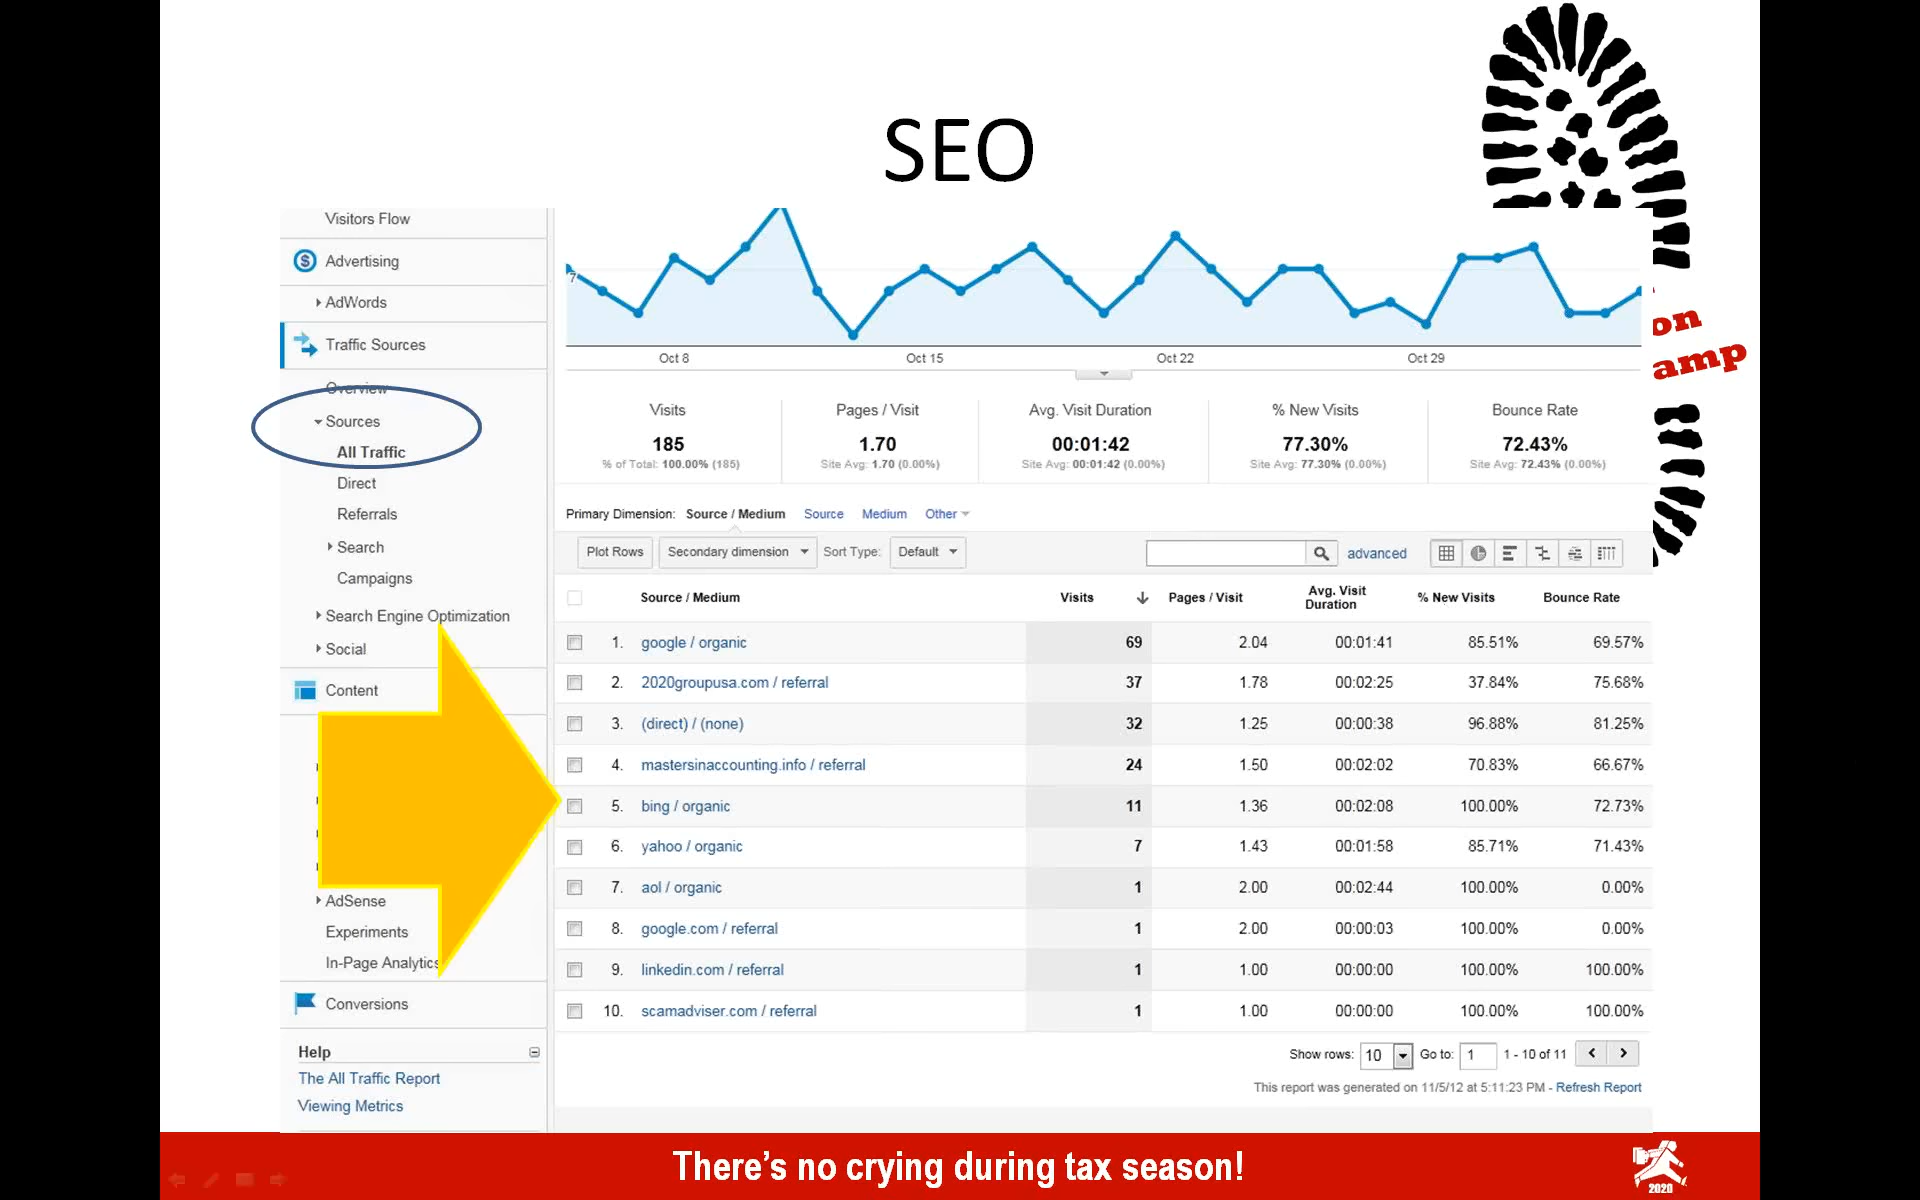 SEO
on
amp
Visitors Flow
Advertising
AdWords
Traffic Sources
Overview
Sources
All Traffic
Direct
Referrals
Search
Campaigns
Search Engine Optimization
Social
Content
AdSense
Experiments
In-Page Analytics
Conversions
Help
The All Traffic Report
Viewing Metrics
7
Oct 8 Oct 15 Oct 22 Oct 29
Visits Pages / Visit Avg. Visit Duration % New Visits Bounce Rate
185 1.70 00:01:42 77.30% 72.43%
% of Total: 100.00% (185) Site Avg: 1.70 (0.00%) Site Avg: 00:01:42 (0.00%) Site Avg: 77.30% (0.00%) Site Avg: 72.43% (0.00%)
Primary Dimension: Source / Medium Source Medium Other
Plot Rows Secondary dimension Sort Type: Default advanced
Source / Medium Visits Pages / Visit Avg. Visit Duration % New Visits Bounce Rate
1. google / organic 69 2.04 00:01:41 85.51% 69.57%
2. 2020groupusa.com / referral 37 1.78 00:02:25 37.84% 75.68%
3. (direct) / (none) 32 1.25 00:00:38 96.88% 81.25%
4. mastersinaccounting.info / referral 24 1.50 00:02:02 70.83% 66.67%
5. bing / organic 11 1.36 00:02:08 100.00% 72.73%
6. yahoo / organic 7 1.43 00:01:58 85.71% 71.43%
7. aol / organic 1 2.00 00:02:44 100.00% 0.00%
8. google.com / referral 1 2.00 00:00:03 100.00% 0.00%
9. linkedin.com / referral 1 1.00 00:00:00 100.00% 100.00%
10. scamadviser.com / referral 1 1.00 00:00:00 100.00% 100.00%
Show rows: 10 Go to: 1 1 - 10 of 11
This report was generated on 11/5/12 at 5:11:23 PM - Refresh Report
There's no crying during tax season!
2020